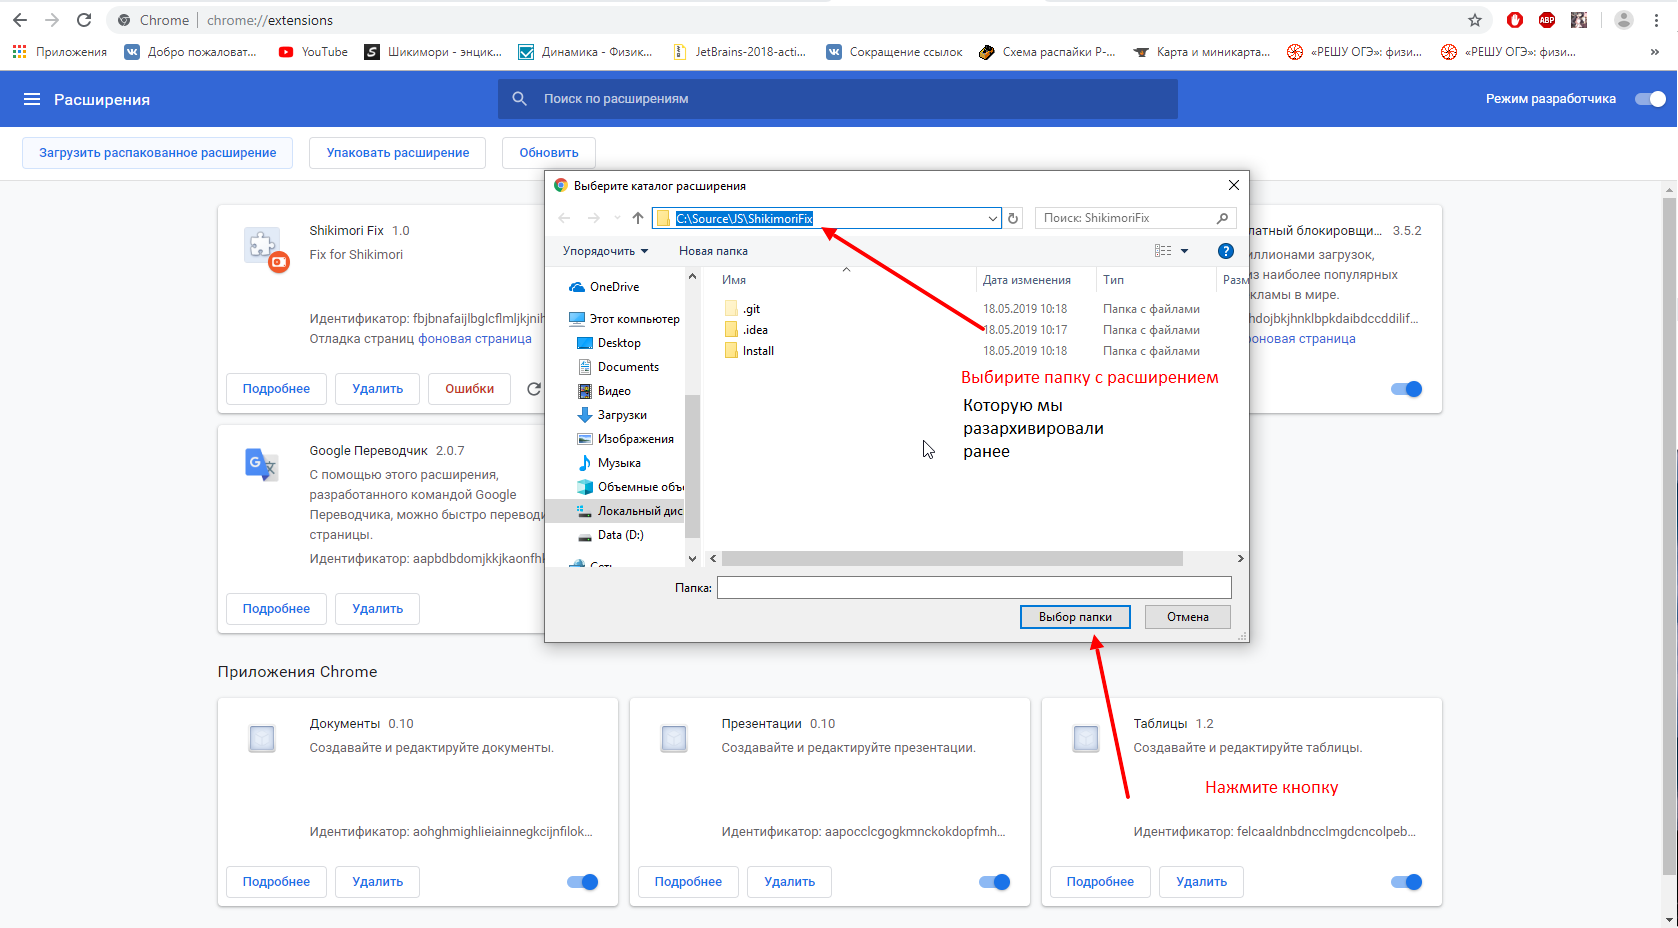 Chrome
chrome://extensions
ABP
Приложения
Добро пожаловат...
YouTube
Шикимори - энцик...
Динамика - Физик...
JetBrains-2018-acti...
Сокращение ссылок
Схема распайки Р-...
Карта и миникарта...
«РЕШУ ОГЭ»: физи...
«РЕШУ ОГЭ»: физи...
»
Расширения
Поиск по расширениям
Режим разработчика
Загрузить распакованное расширение
Упаковать расширение
Обновить
Выберите каталог расширения
C:\Source\JS\ShikimoriFix
Поиск: ShikimoriFix
Упорядочить
Новая папка
?
OneDrive
Этот компьютер
Desktop
Documents
Видео
Загрузки
Изображения
Музыка
Объемные объе
Локальный дис
Data (D:)
Сеть
Имя
Дата изменения
Тип
Разм
.git
18.05.2019 10:18
Папка с файлами
.idea
18.05.2019 10:17
Папка с файлами
Install
18.05.2019 10:18
Папка с файлами
Выбирите папку с расширением
Которую мы
разархивировали
ранее
Папка:
Выбор папки
Отмена
Shikimori Fix 1.0
Fix for Shikimori
Идентификатор: fbjbnafaijlbglcflmljkjnih
Отладка страниц фоновая страница
Подробнее
Удалить
Ошибки
латный блокировщи... 3.5.2
иллионами загрузок,
из наиболее популярных
кламы в мире.
hdojbkjhnklbpkdaibdccddilif...
фоновая страница
Google Переводчик 2.0.7
С помощью этого расширения,
разработанного командой Google
Переводчика, можно быстро переводи
страницы.
Идентификатор: aapbdbdomjkkjkaonfhk
Подробнее
Удалить
Приложения Chrome
Документы 0.10
Создавайте и редактируйте документы.
Идентификатор: aohghmighlieiainnegkcijnfilok...
Подробнее
Удалить
Презентации 0.10
Создавайте и редактируйте презентации.
Идентификатор: aapocclcgogkmnckokdopfmh...
Подробнее
Удалить
Таблицы 1.2
Создавайте и редактируйте таблицы.
Нажмите кнопку
Идентификатор: felcaaldnbdncclmgdcncolpeb...
Подробнее
Удалить